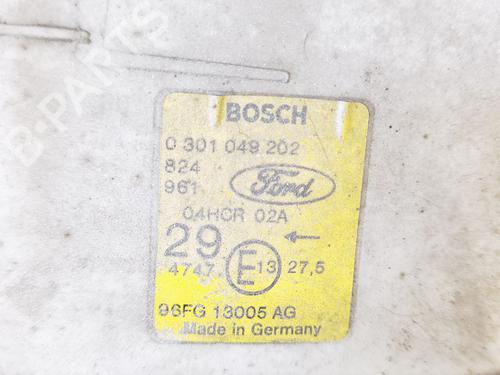 BOSCH
0 301 049 202
824
961 Ford
04HCR 02A
29 ←
4747 E 13 27,5
96FG 13005 AG
Made in Germany
B-PARTS